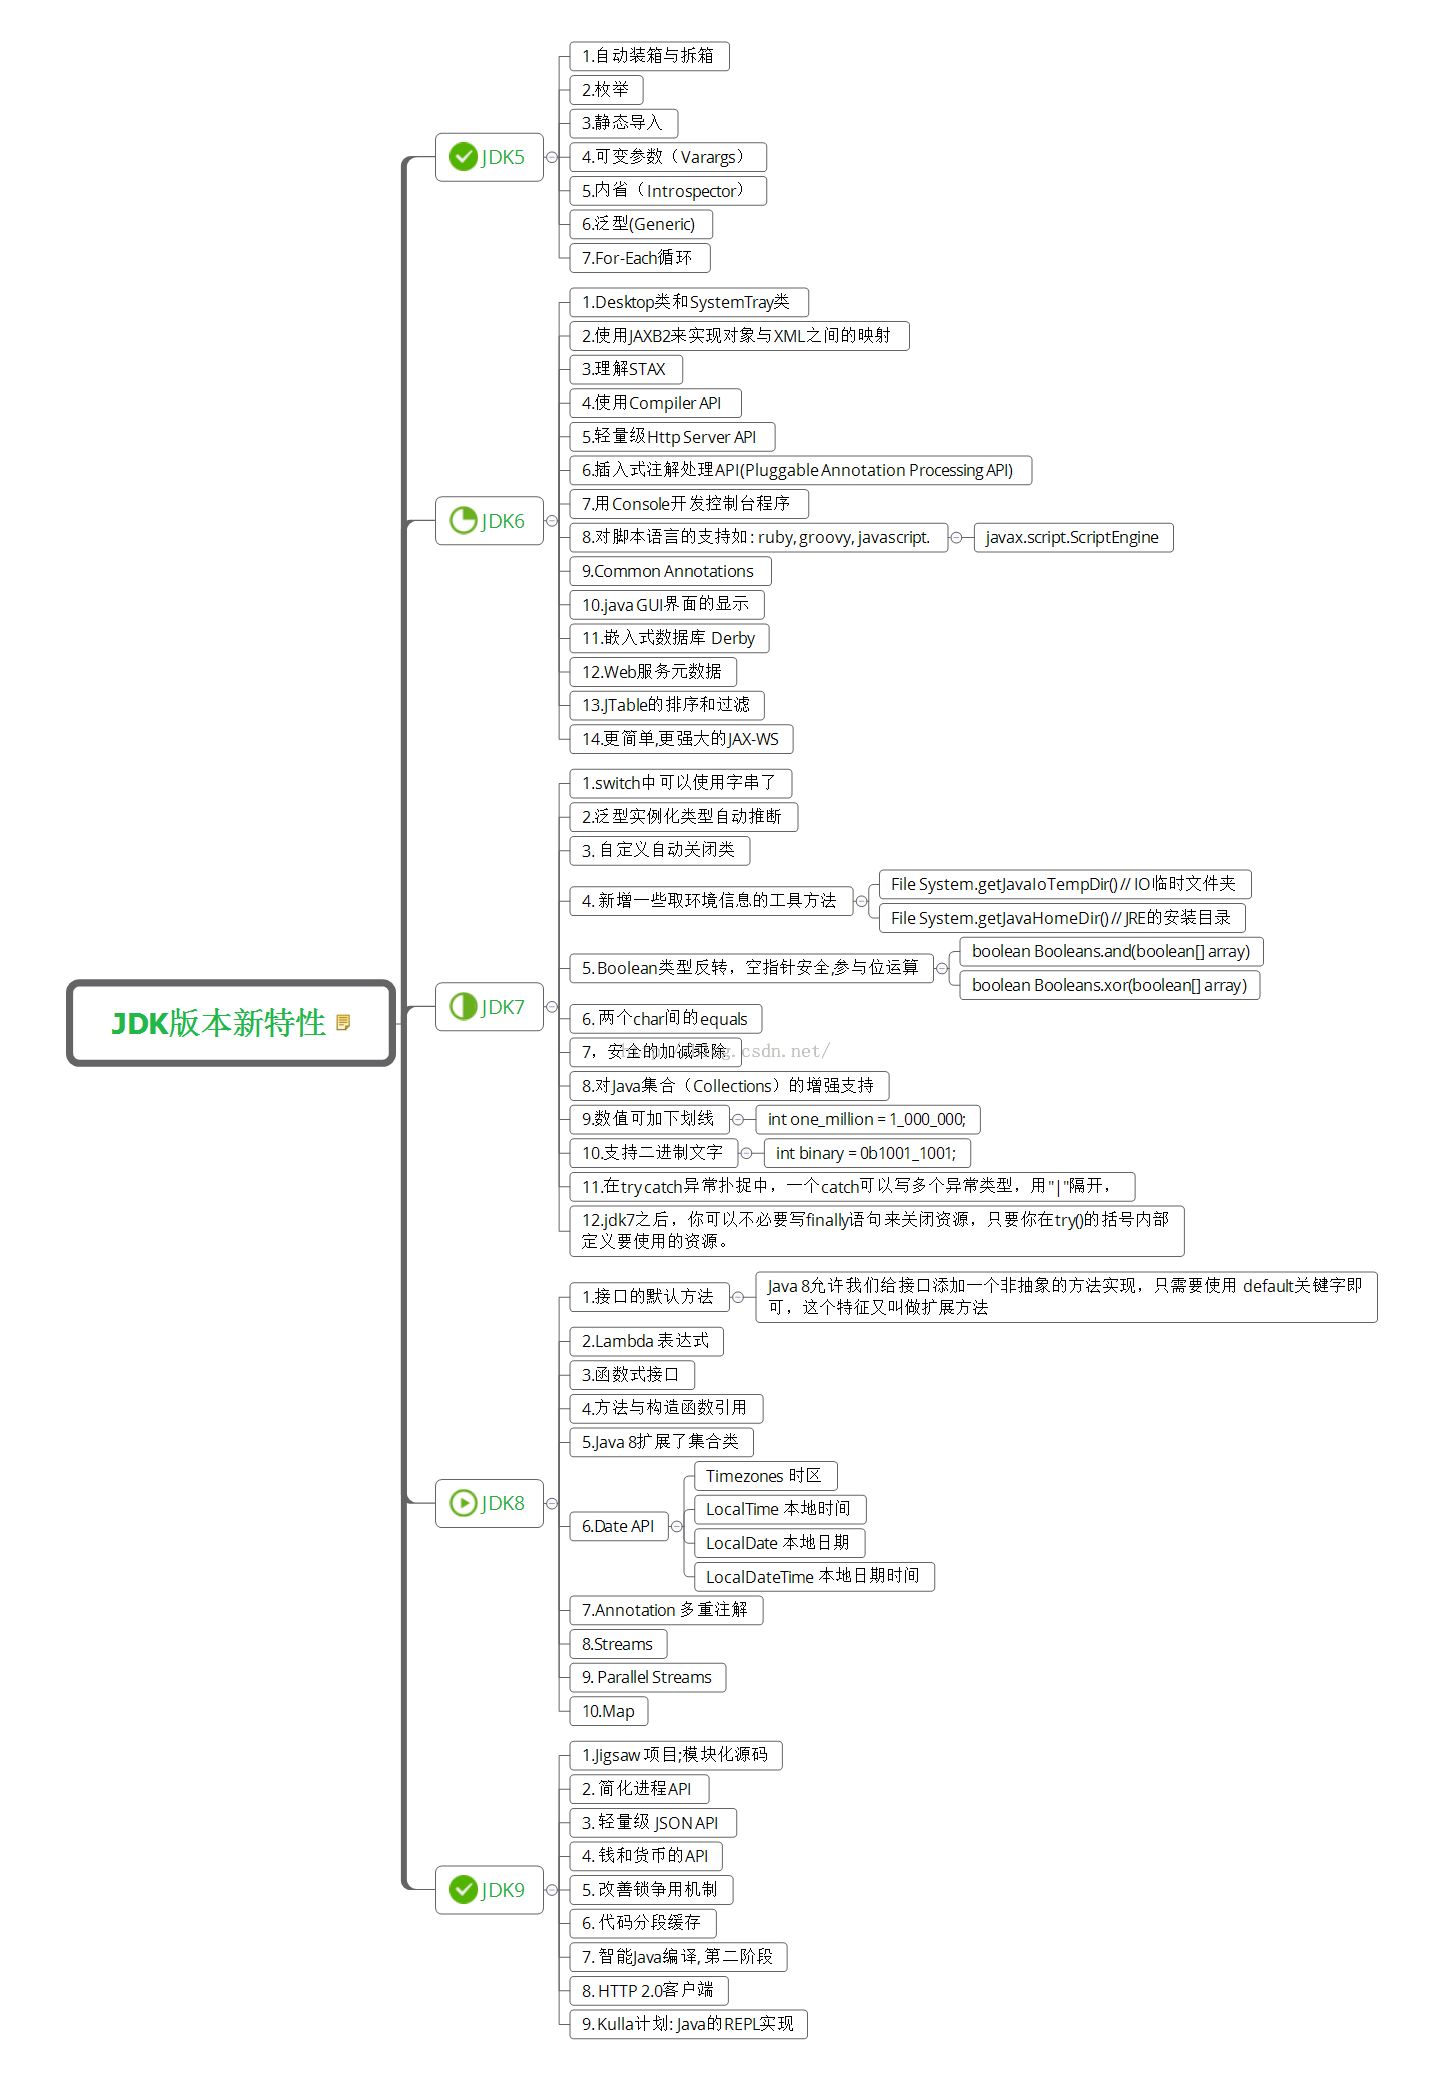 JDK版本新特性
JDK5
1.自动装箱与拆箱
2.枚举
3.静态导入
4.可变参数（Varargs）
5.内省（Introspector）
6.泛型(Generic)
7.For-Each循环
JDK6
1.Desktop类和SystemTray类
2.使用JAXB2来实现对象与XML之间的映射
3.理解STAX
4.使用Compiler API
5.轻量级Http Server API
6.插入式注解处理API(Pluggable Annotation Processing API)
7.用Console开发控制台程序
8.对脚本语言的支持如: ruby, groovy, javascript.
javax.script.ScriptEngine
9.Common Annotations
10.java GUI界面的显示
11.嵌入式数据库 Derby
12.Web服务元数据
13.JTable的排序和过滤
14.更简单,更强大的JAX-WS
JDK7
1.switch中可以使用字串了
2.泛型实例化类型自动推断
3. 自定义自动关闭类
4. 新增一些取环境信息的工具方法
File System.getJavaIoTempDir() // IO临时文件夹
File System.getJavaHomeDir() // JRE的安装目录
5.Boolean类型反转，空指针安全,参与位运算
boolean Booleans.and(boolean[] array)
boolean Booleans.xor(boolean[] array)
6. 两个char间的equals
7，安全的加减乘除
g.csdn.net/
8.对Java集合（Collections）的增强支持
9.数值可加下划线
int one_million = 1_000_000;
10.支持二进制文字
int binary = 0b1001_1001;
11.在try catch异常扑捉中，一个catch可以写多个异常类型，用"|"隔开，
12.jdk7之后，你可以不必要写finally语句来关闭资源，只要你在try()的括号内部
定义要使用的资源。
JDK8
1.接口的默认方法
Java 8允许我们给接口添加一个非抽象的方法实现，只需要使用 default关键字即
可，这个特征又叫做扩展方法
2.Lambda 表达式
3.函数式接口
4.方法与构造函数引用
5.Java 8扩展了集合类
6.Date API
Timezones 时区
LocalTime 本地时间
LocalDate 本地日期
LocalDateTime 本地日期时间
7.Annotation 多重注解
8.Streams
9. Parallel Streams
10.Map
JDK9
1.Jigsaw 项目;模块化源码
2. 简化进程API
3. 轻量级 JSON API
4. 钱和货币的API
5. 改善锁争用机制
6. 代码分段缓存
7. 智能Java编译, 第二阶段
8. HTTP 2.0客户端
9. Kulla计划: Java的REPL实现